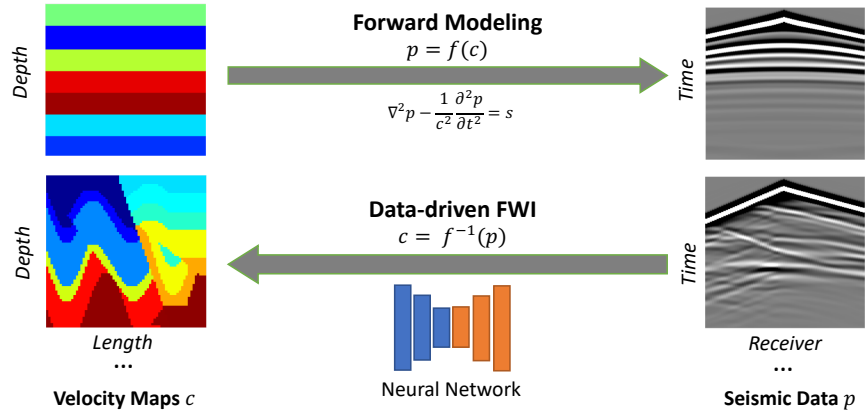 Forward Modeling
p = f(c)
∇²p − 1/c² ∂²p/∂t² = s
Depth
Time
Data-driven FWI
c = f⁻¹(p)
Depth
Time
Neural Network
Length
...
Velocity Maps c
Receiver
...
Seismic Data p